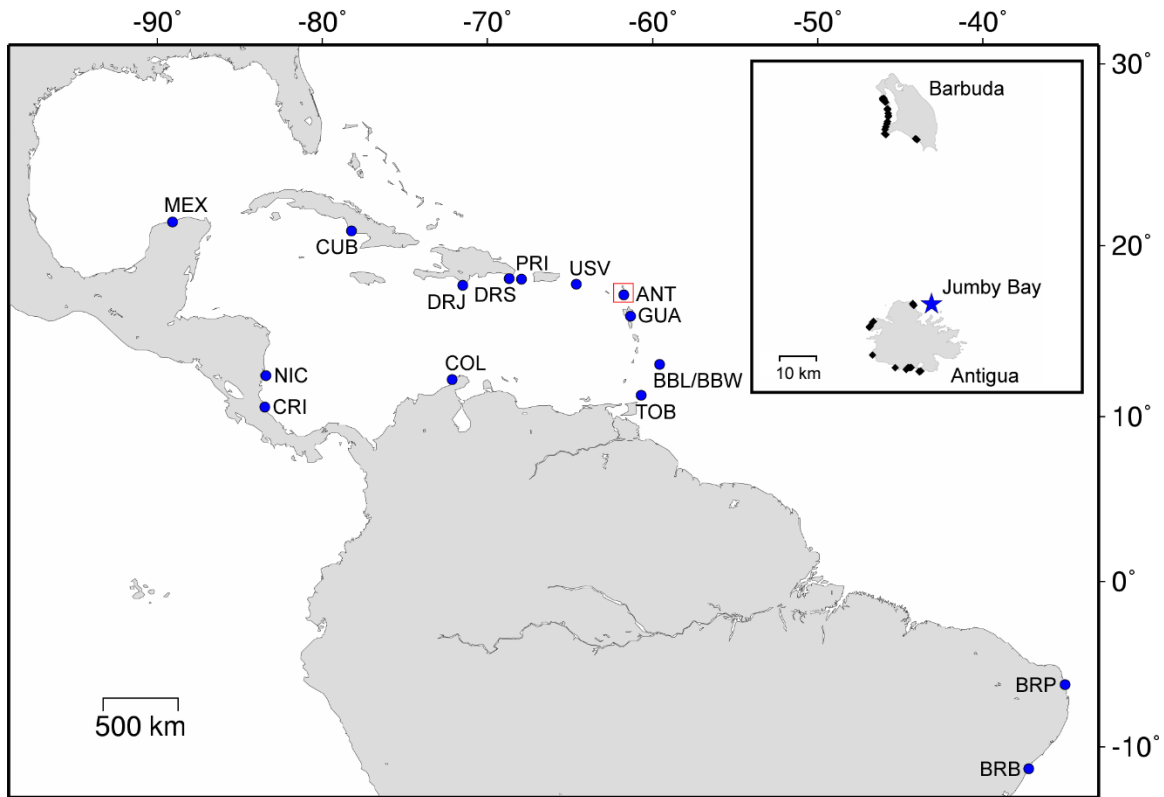 -90° -80° -70° -60° -50° -40°
30°
Barbuda
MEX
CUB
20°
PRI
USV
DRJ
DRS
ANT
GUA
Jumby Bay
10 km
Antigua
NIC
COL
BBL/BBW
CRI
TOB
10°
0°
BRP
500 km
-10°
BRB